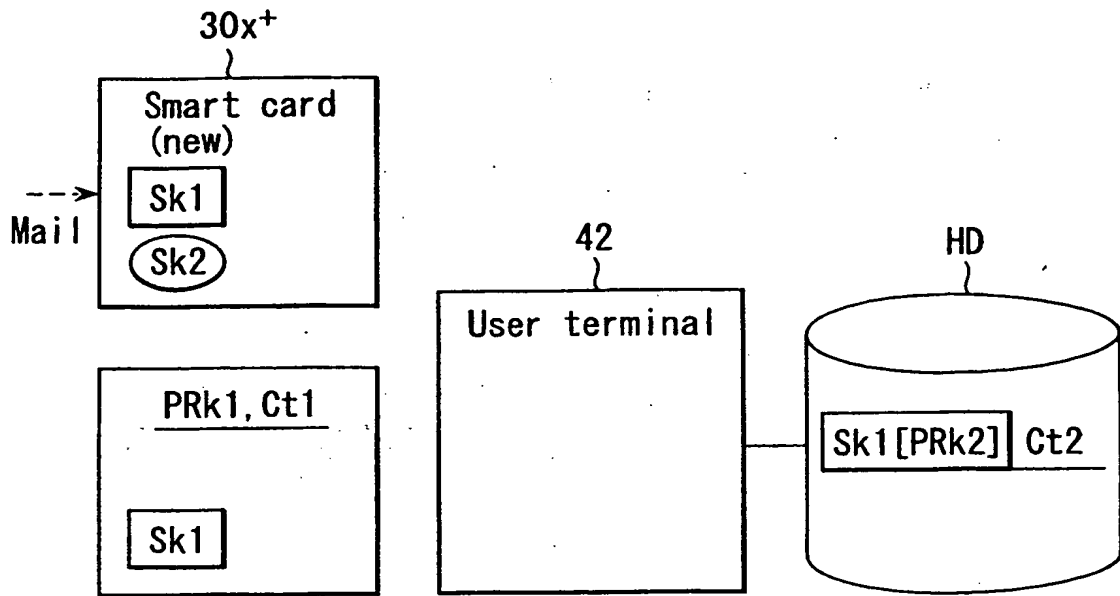 30x+
Smart card
(new)
Sk1
Mail
Sk2
42
HD
User terminal
PRk1, Ct1
Sk1[PRk2] Ct2
Sk1